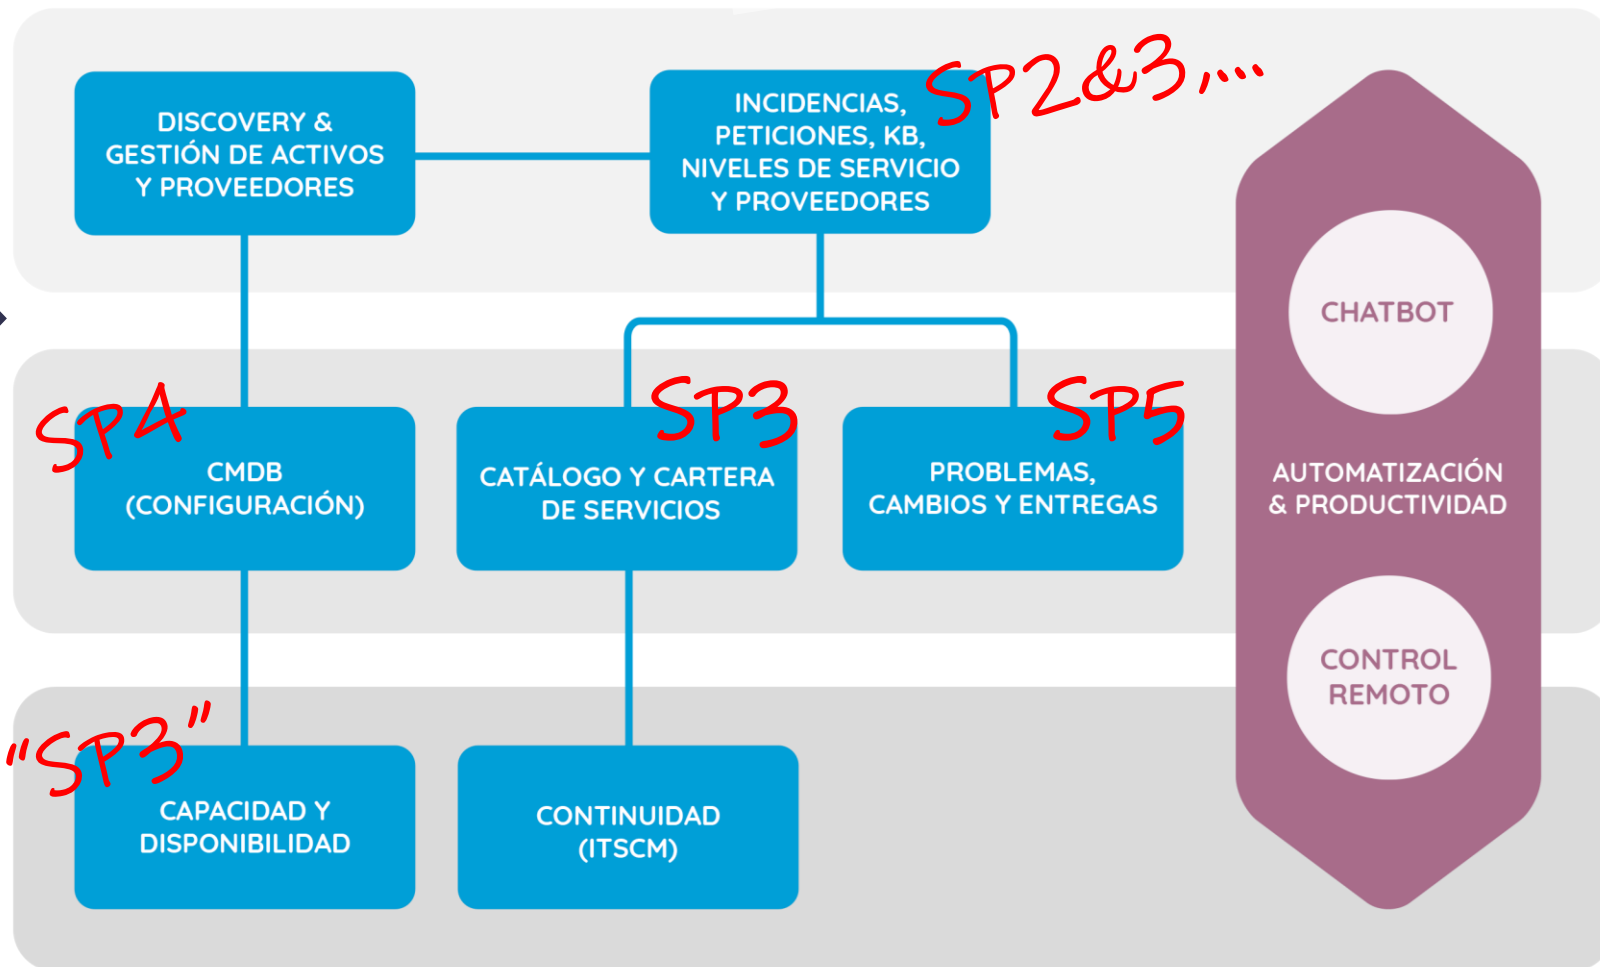 DISCOVERY &
GESTIÓN DE ACTIVOS
Y PROVEEDORES
INCIDENCIAS,
PETICIONES, KB,
NIVELES DE SERVICIO
Y PROVEEDORES
SP2&3,...
CHATBOT
SP4
CMDB
(CONFIGURACIÓN)
SP3
CATÁLOGO Y CARTERA
DE SERVICIOS
SP5
PROBLEMAS,
CAMBIOS Y ENTREGAS
AUTOMATIZACIÓN
& PRODUCTIVIDAD
CONTROL
REMOTO
"SP3"
CAPACIDAD Y
DISPONIBILIDAD
CONTINUIDAD
(ITSCM)